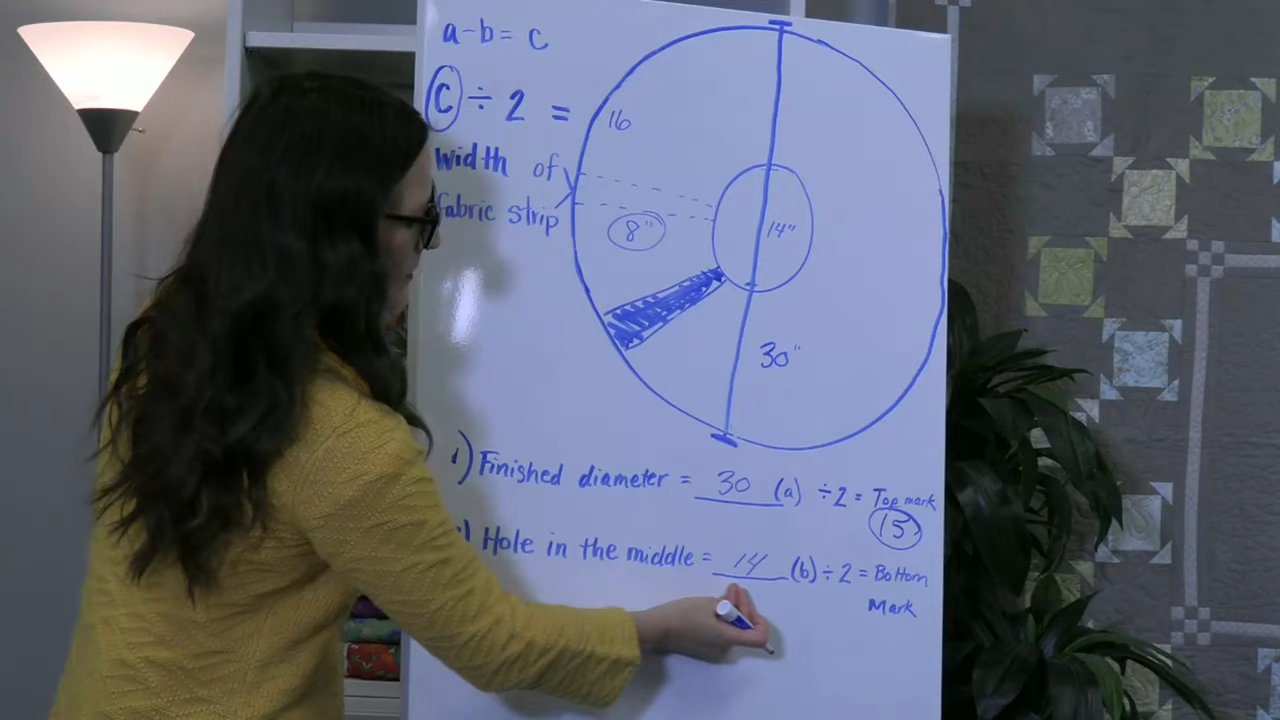 a-b= c
c ÷ 2 =
width of
fabric strip
16
8"
14"
30"
1) Finished diameter = 30 (a) ÷2 = Top mark
15
) Hole in the middle = 14 (b) ÷ 2 = Bottom
Mark